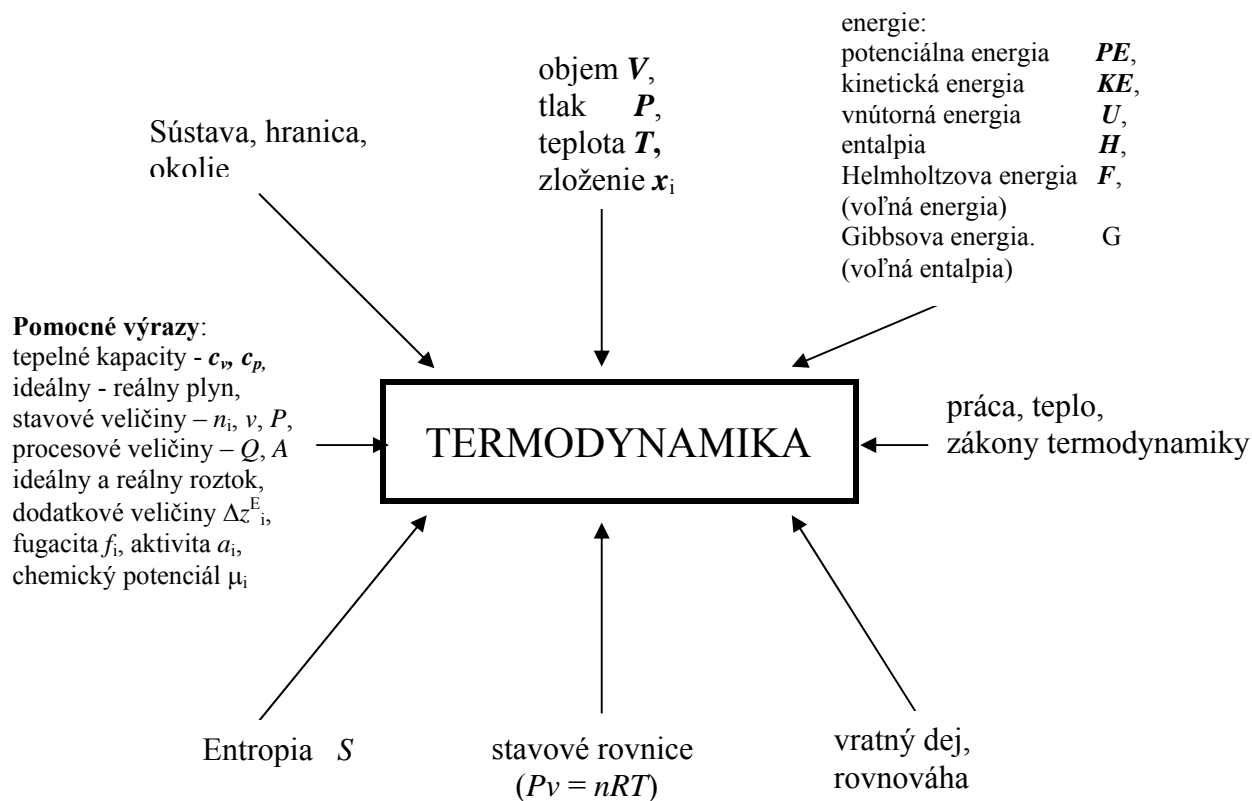 Sústava, hranica,
okolie
objem V,
tlak P,
teplota T,
zloženie xi
energie:
potenciálna energia PE,
kinetická energia KE,
vnútorná energia U,
entalpia H,
Helmholtzova energia F,
(voľná energia)
Gibbsova energia. G
(voľná entalpia)
Pomocné výrazy:
tepelné kapacity - cv, cp,
ideálny - reálny plyn,
stavové veličiny – ni, v, P,
procesové veličiny – Q, A
ideálny a reálny roztok,
dodatkové veličiny ΔzEi,
fugacita fi, aktivita ai,
chemický potenciál μi
TERMODYNAMIKA
práca, teplo,
zákony termodynamiky
Entropia S
stavové rovnice
(Pv = nRT)
vratný dej,
rovnováha